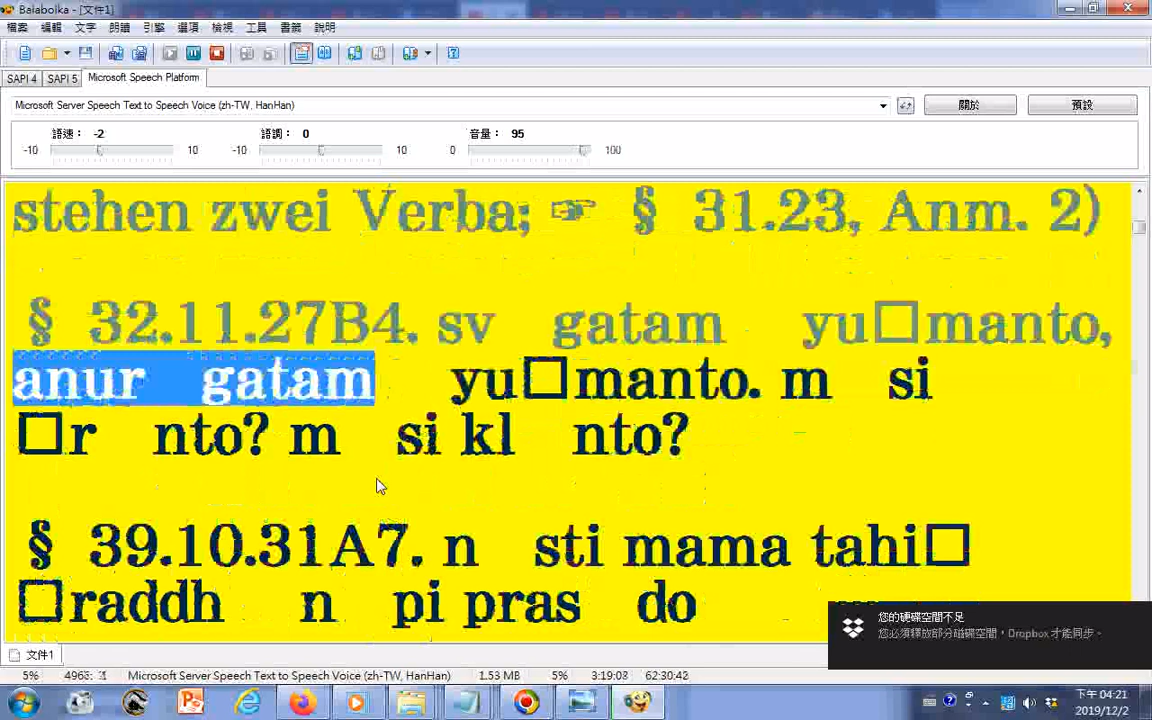 Balabolka - [文件1]
檔案 編輯 文字 朗讀 引擎 選項 檢視 工具 書籤 說明
SAPI 4 SAPI 5 Microsoft Speech Platform
Microsoft Server Speech Text to Speech Voice (zh-TW, HanHan) 關於 預設
語速： -2 語調： 0 音量： 95
-10 10 -10 10 0 100
stehen zwei Verba; ☞ § 31.23, Anm. 2)
§ 32.11.27B4. sv gatam yu□manto,
anur gatam yu□manto. m si
□r nto? m si kl nto?
§ 39.10.31A7. n sti mama tahi□
□raddh n pi pras do
您的硬碟空間不足
您必須釋放部分磁碟空間，Dropbox 才能同步。
文件1
5% Microsoft Server Speech Text to Speech Voice (zh-TW, HanHan) 1.53 MB 5% 3:19:03 62:30:42
下午 04:21
2019/12/2